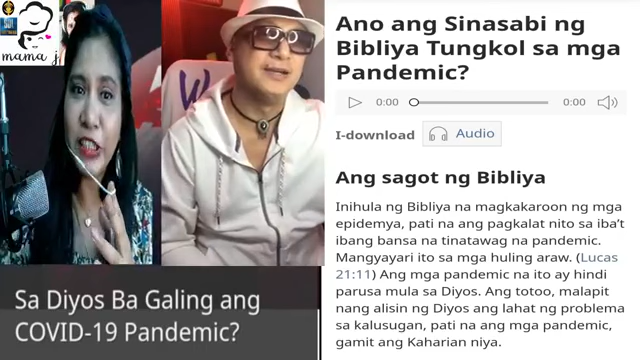 SDI
mama j
W
Sa Diyos Ba Galing ang
COVID-19 Pandemic?
Ano ang Sinasabi ng
Bibliya Tungkol sa mga
Pandemic?
0:00
0:00
I-download
Audio
Ang sagot ng Bibliya
Inihula ng Bibliya na magkakaroon ng mga
epidemya, pati na ang pagkalat nito sa iba’t
ibang bansa na tinatawag na pandemic.
Mangyayari ito sa mga huling araw. (Lucas
21:11) Ang mga pandemic na ito ay hindi
parusa mula sa Diyos. Ang totoo, malapit
nang alisin ng Diyos ang lahat ng problema
sa kalusugan, pati na ang mga pandemic,
gamit ang Kaharian niya.